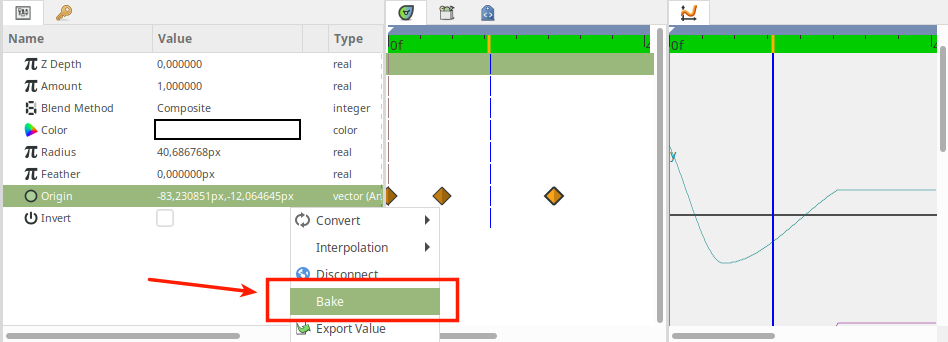 Name Value Type
0f 2
0f 2
Z Depth 0,000000 real
Amount 1,000000 real
Blend Method Composite integer
Color color
Radius 40,686768px real
Feather 0,000000px real
Origin -83,230851px,-12,064645px vector (An
Invert
y
Convert
Interpolation
Disconnect
Bake
Export Value